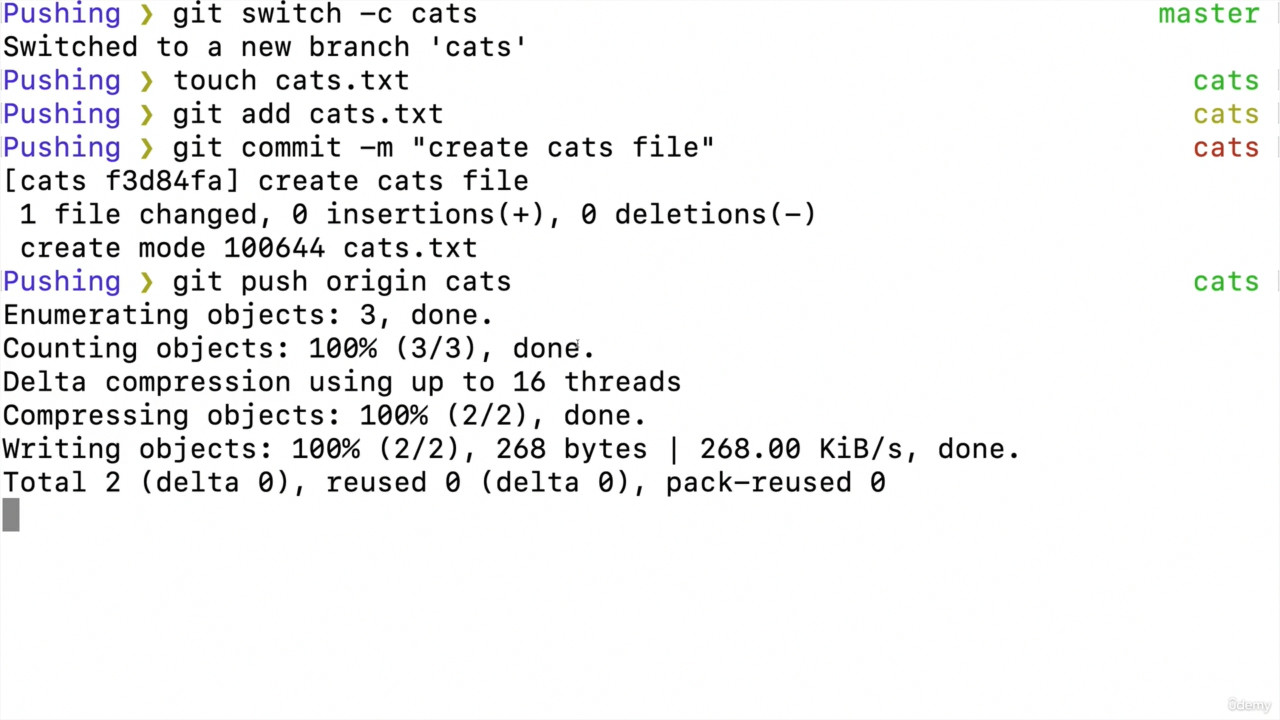 Pushing ❯ git switch -c cats master
Switched to a new branch 'cats'
Pushing ❯ touch cats.txt cats
Pushing ❯ git add cats.txt cats
Pushing ❯ git commit -m "create cats file" cats
[cats f3d84fa] create cats file
 1 file changed, 0 insertions(+), 0 deletions(-)
 create mode 100644 cats.txt
Pushing ❯ git push origin cats cats
Enumerating objects: 3, done.
Counting objects: 100% (3/3), done.
Delta compression using up to 16 threads
Compressing objects: 100% (2/2), done.
Writing objects: 100% (2/2), 268 bytes | 268.00 KiB/s, done.
Total 2 (delta 0), reused 0 (delta 0), pack-reused 0
ûdemy